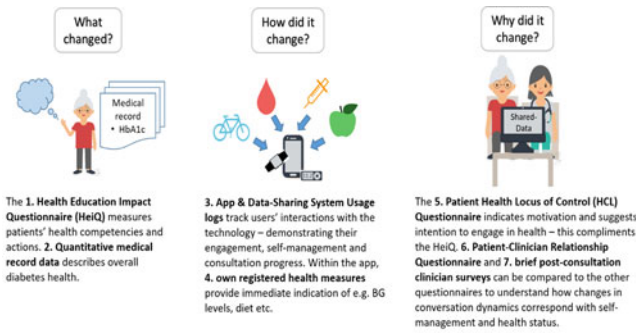 What
changed?
Medical
record
• HbA1c
The 1. Health Education Impact
Questionnaire (HeiQ) measures
patients' health competencies and
actions. 2. Quantitative medical
record data describes overall
diabetes health.
How did it
change?
3. App & Data-Sharing System Usage
logs track users' interactions with the
technology – demonstrating their
engagement, self-management and
consultation progress. Within the app,
4. own registered health measures
provide immediate indication of e.g. BG
levels, diet etc.
Why did it
change?
Shared-
Data
The 5. Patient Health Locus of Control (HCL)
Questionnaire indicates motivation and suggests
intention to engage in health – this compliments
the HeiQ. 6. Patient-Clinician Relationship
Questionnaire and 7. brief post-consultation
clinician surveys can be compared to the other
questionnaires to understand how changes in
conversation dynamics correspond with self-
management and health status.